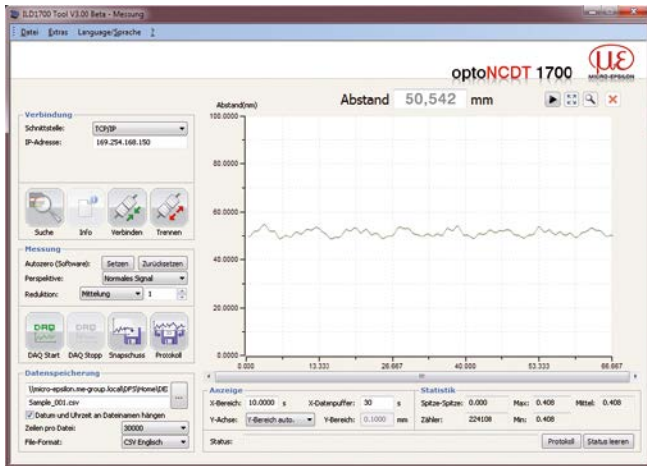 ILD1700 Tool V3.00 Beta - Messung
Datei Extras Language/Sprache ?
optoNCDT 1700
MICRO-EPSILON
Verbindung
Schnittstelle: TCP/IP
IP-Adresse: 169.254.168.150
Suche Info Verbinden Trennen
Messung
Autozero (Software): Setzen Zurücksetzen
Perspektive: Normales Signal
Reduktion: Mittelung 1
DAQ DAQ
DAQ Start DAQ Stopp Snapschuss Protokoll
Datenspeicherung
Sample_001.csv ...
Datum und Uhrzeit an Dateinamen hängen
Zeilen pro Datei: 30000
File-Format: CSV Englisch
Abstand 50,542 mm
Abstand(mm)
100.0000
80.0000
60.0000
40.0000
20.0000
0.0000
0.000 13.333 26.667 40.000 53.333 66.667
Anzeige
X-Bereich: 10.0000 s X-Datenpuffer: 30 s
Y-Achse: Y-Bereich auto. Y-Bereich: 0.1000 mm
Statistik
Spitze-Spitze: 0.000 Max: 0.408 Mittel: 0.408
Zähler: 224108 Min: 0.408
Status: Protokoll Status leeren